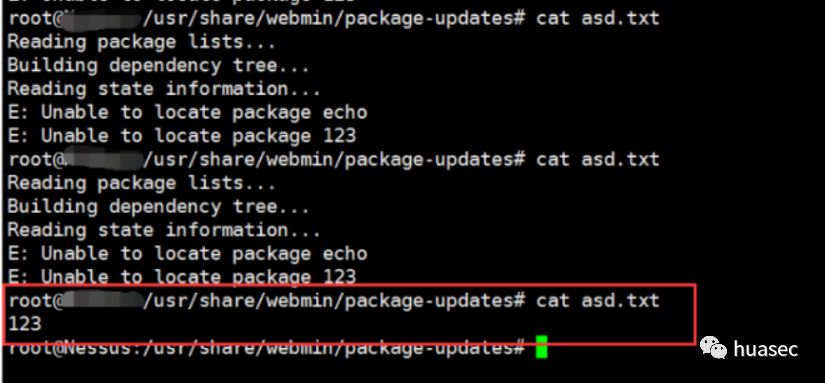 root@ /usr/share/webmin/package-updates# cat asd.txt
Reading package lists...
Building dependency tree...
Reading state information...
E: Unable to locate package echo
E: Unable to locate package 123
root@ /usr/share/webmin/package-updates# cat asd.txt
Reading package lists...
Building dependency tree...
Reading state information...
E: Unable to locate package echo
E: Unable to locate package 123
root@ /usr/share/webmin/package-updates# cat asd.txt
123
root@Nessus:/usr/share/webmin/package-updates#
huasec